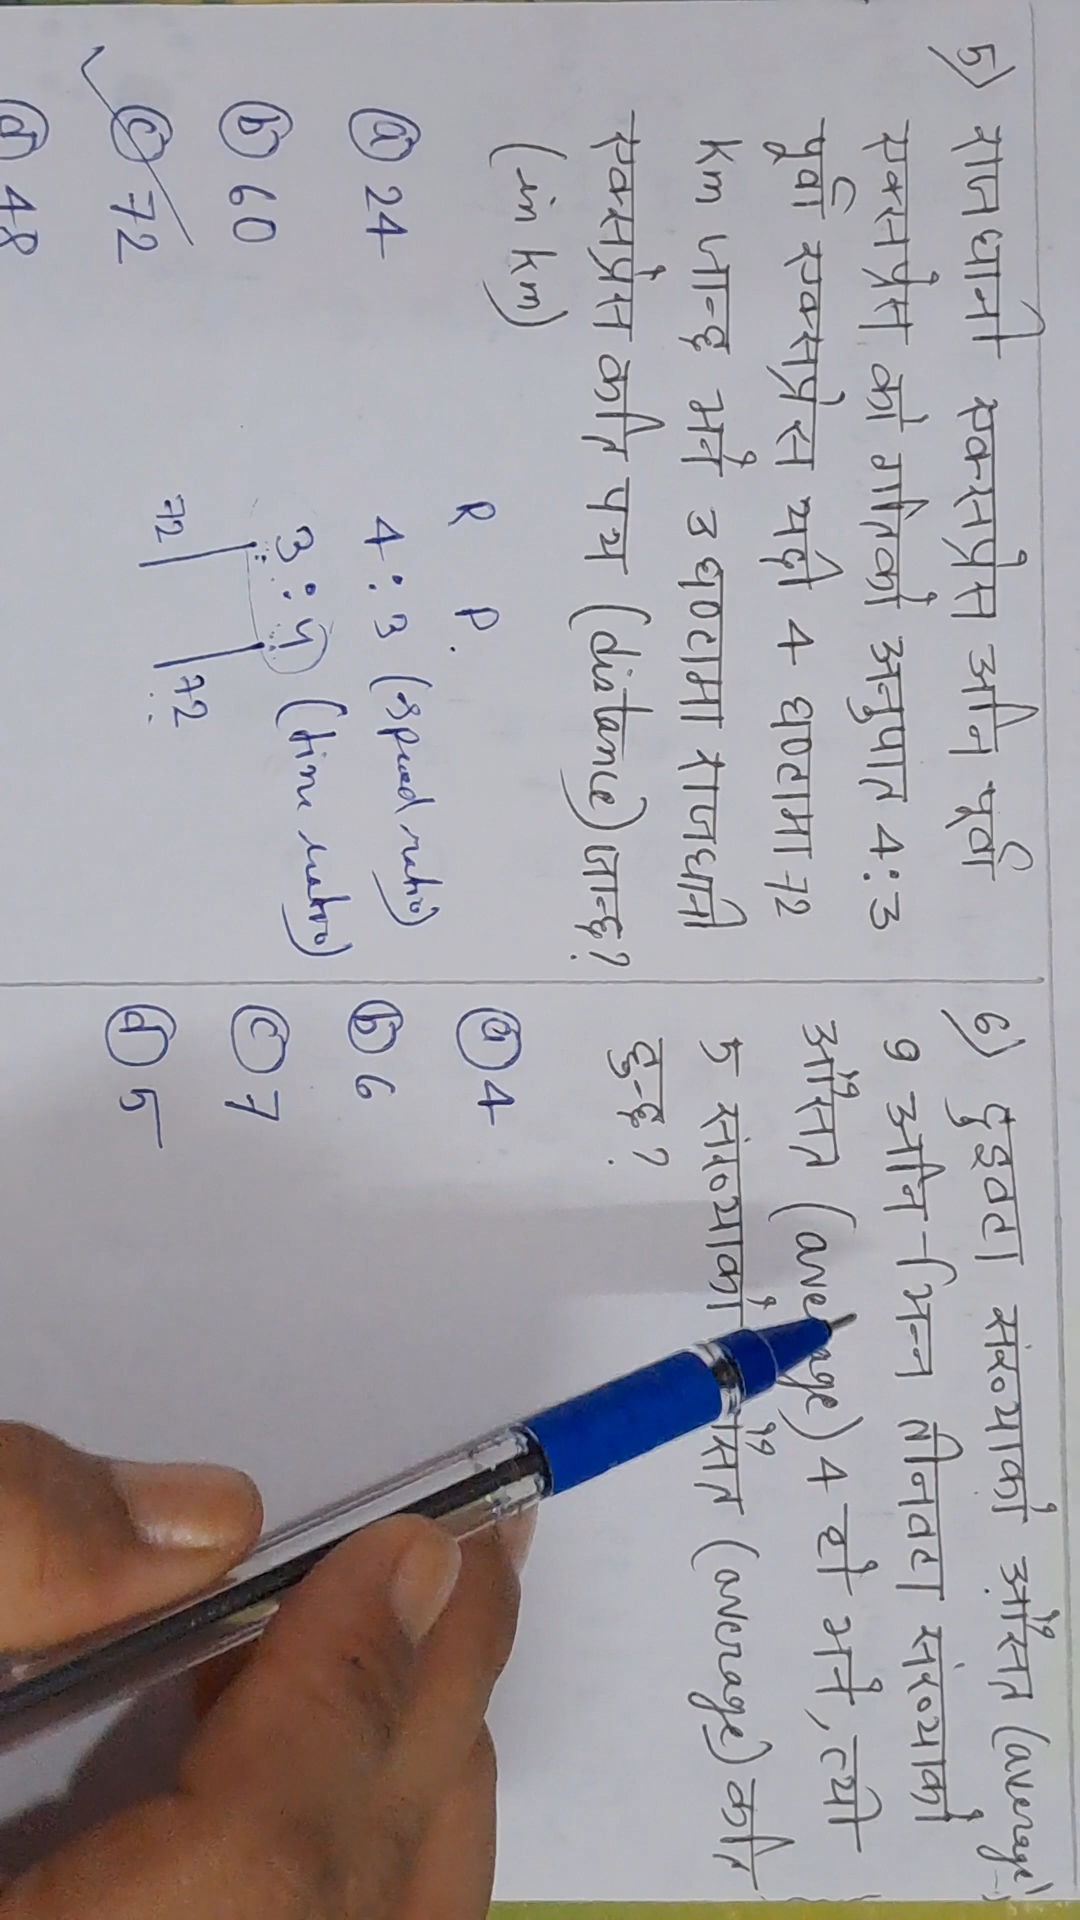 5) राजधानी एक्सप्रेस अनि पूर्वा
एक्सप्रेस को गतिको अनुपात 4:3
पूर्वा एक्सप्रेस यदी 4 घण्टामा 72
km जान्छ भने 3 घण्टामा राजधानी
एक्सप्रेस कति पथ (distance) जान्छ?
(in km)
(a) 24
(b) 60
(c) 72
(d) 48
R P.
4:3 (speed ratio)
3:4 (time ratio)
72 72
6) दुइवटा संख्याको औसत (average)
9 अनि भिन्न तीनवटा संख्याको
औसत (average) 4 हो भने, त्यो
5 संख्याको (average) कति
हुन्छ?
(a) 4
(b) 6
(c) 7
(d) 5